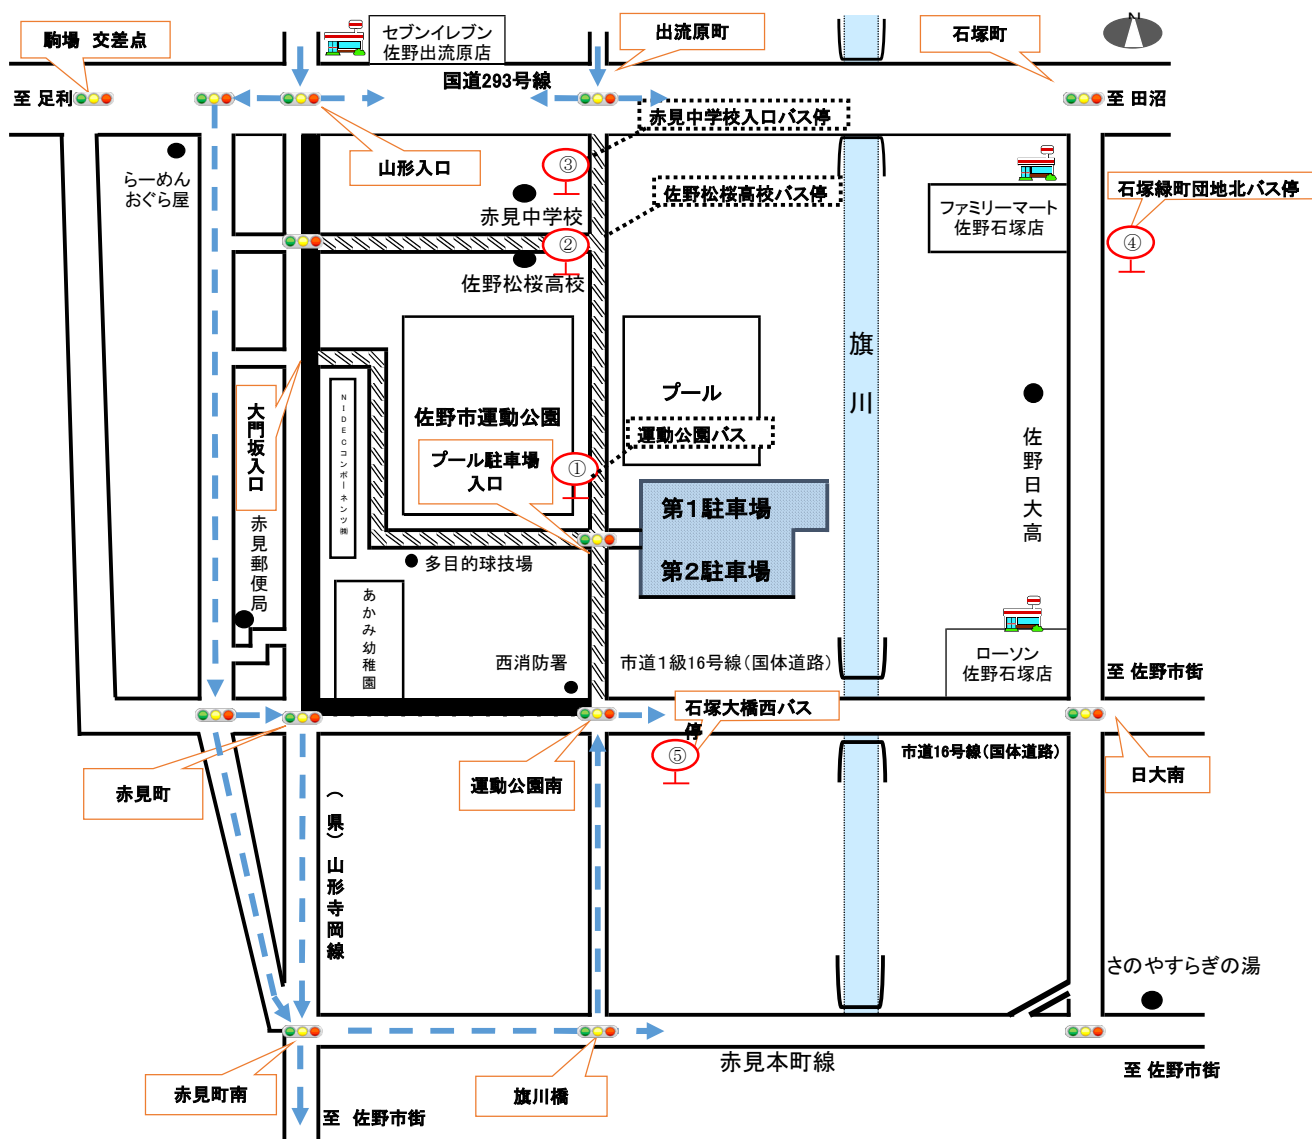 N
駒場 交差点
セブンイレブン
佐野出流原店
出流原町
石塚町
国道293号線
至 足利
至 田沼
赤見中学校入口バス停
山形入口
③
らーめん
おぐら屋
赤見中学校
佐野松桜高校バス停
石塚緑町団地北バス停
ファミリーマート
佐野石塚店
②
④
佐野松桜高校
旗川
プール
佐野市運動公園
運動公園バス
大門坂入口
NIDECコンポーネンツ㈱
プール駐車場
入口
①
佐野日大高
第1駐車場
赤見郵便局
多目的球技場
第2駐車場
あかみ幼稚園
西消防署
市道1級16号線(国体道路)
ローソン
佐野石塚店
至 佐野市街
石塚大橋西バス
停
⑤
市道16号線(国体道路)
赤見町
運動公園南
日大南
(県)山形寺岡線
さのやすらぎの湯
赤見本町線
赤見町南
旗川橋
至 佐野市街
至 佐野市街